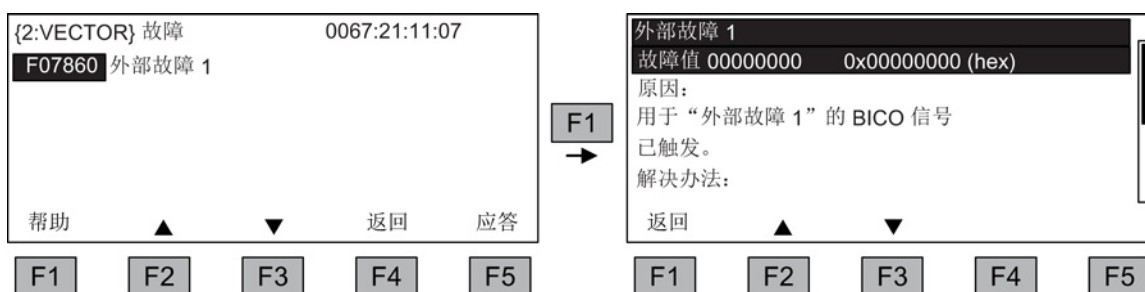 {2:VECTOR} 故障 0067:21:11:07
F07860 外部故障 1
帮助 ▲ ▼ 返回 应答
F1 F2 F3 F4 F5
F1
外部故障 1
故障值 00000000 0x00000000 (hex)
原因：
用于“外部故障 1”的 BICO 信号
已触发。
解决办法：
返回 ▲ ▼
F1 F2 F3 F4 F5